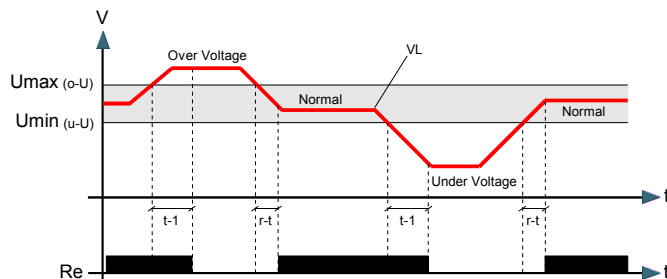 V
Over Voltage
VL
Umax (o-U)
Normal
Normal
Umin (u-U)
Under Voltage
t
t-1
r-t
t-1
r-t
Re
t